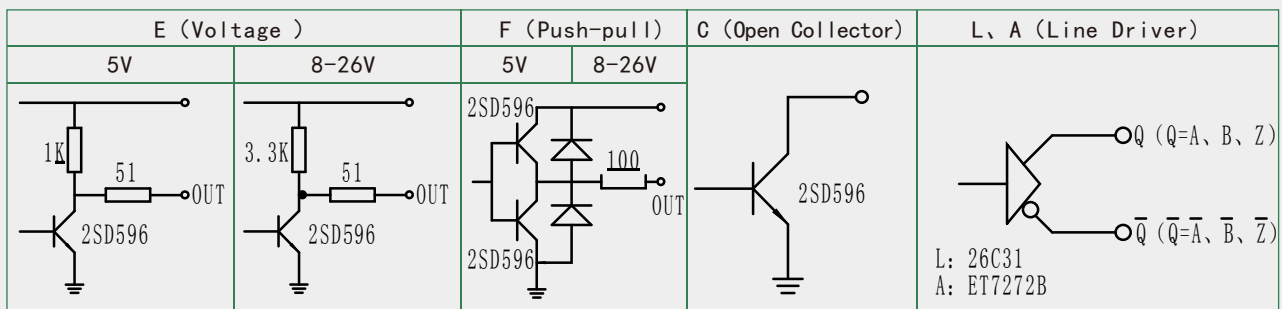 E (Voltage )
F (Push-pull)
C (Open Collector)
L、A (Line Driver)
5V
8-26V
5V
8-26V
1K
51
OUT
2SD596
3.3K
51
OUT
2SD596
2SD596
100
OUT
2SD596
2SD596
Q (Q=A、B、Z)
Q̅ (Q̅=A̅、B̅、Z̅)
L: 26C31
A: ET7272B